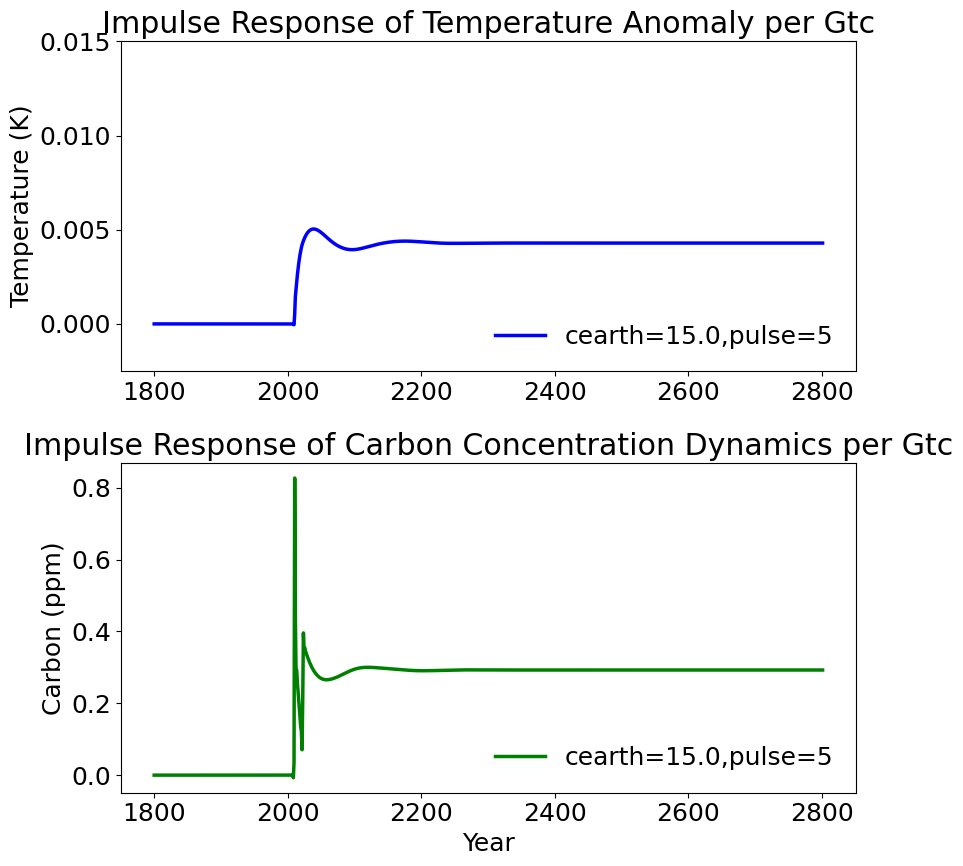 Impulse Response of Temperature Anomaly per Gtc
0.015
0.010
0.005
0.000
Temperature (K)
cearth=15.0,pulse=5
1800 2000 2200 2400 2600 2800
Impulse Response of Carbon Concentration Dynamics per Gtc
0.8
0.6
0.4
0.2
0.0
Carbon (ppm)
cearth=15.0,pulse=5
1800 2000 2200 2400 2600 2800
Year